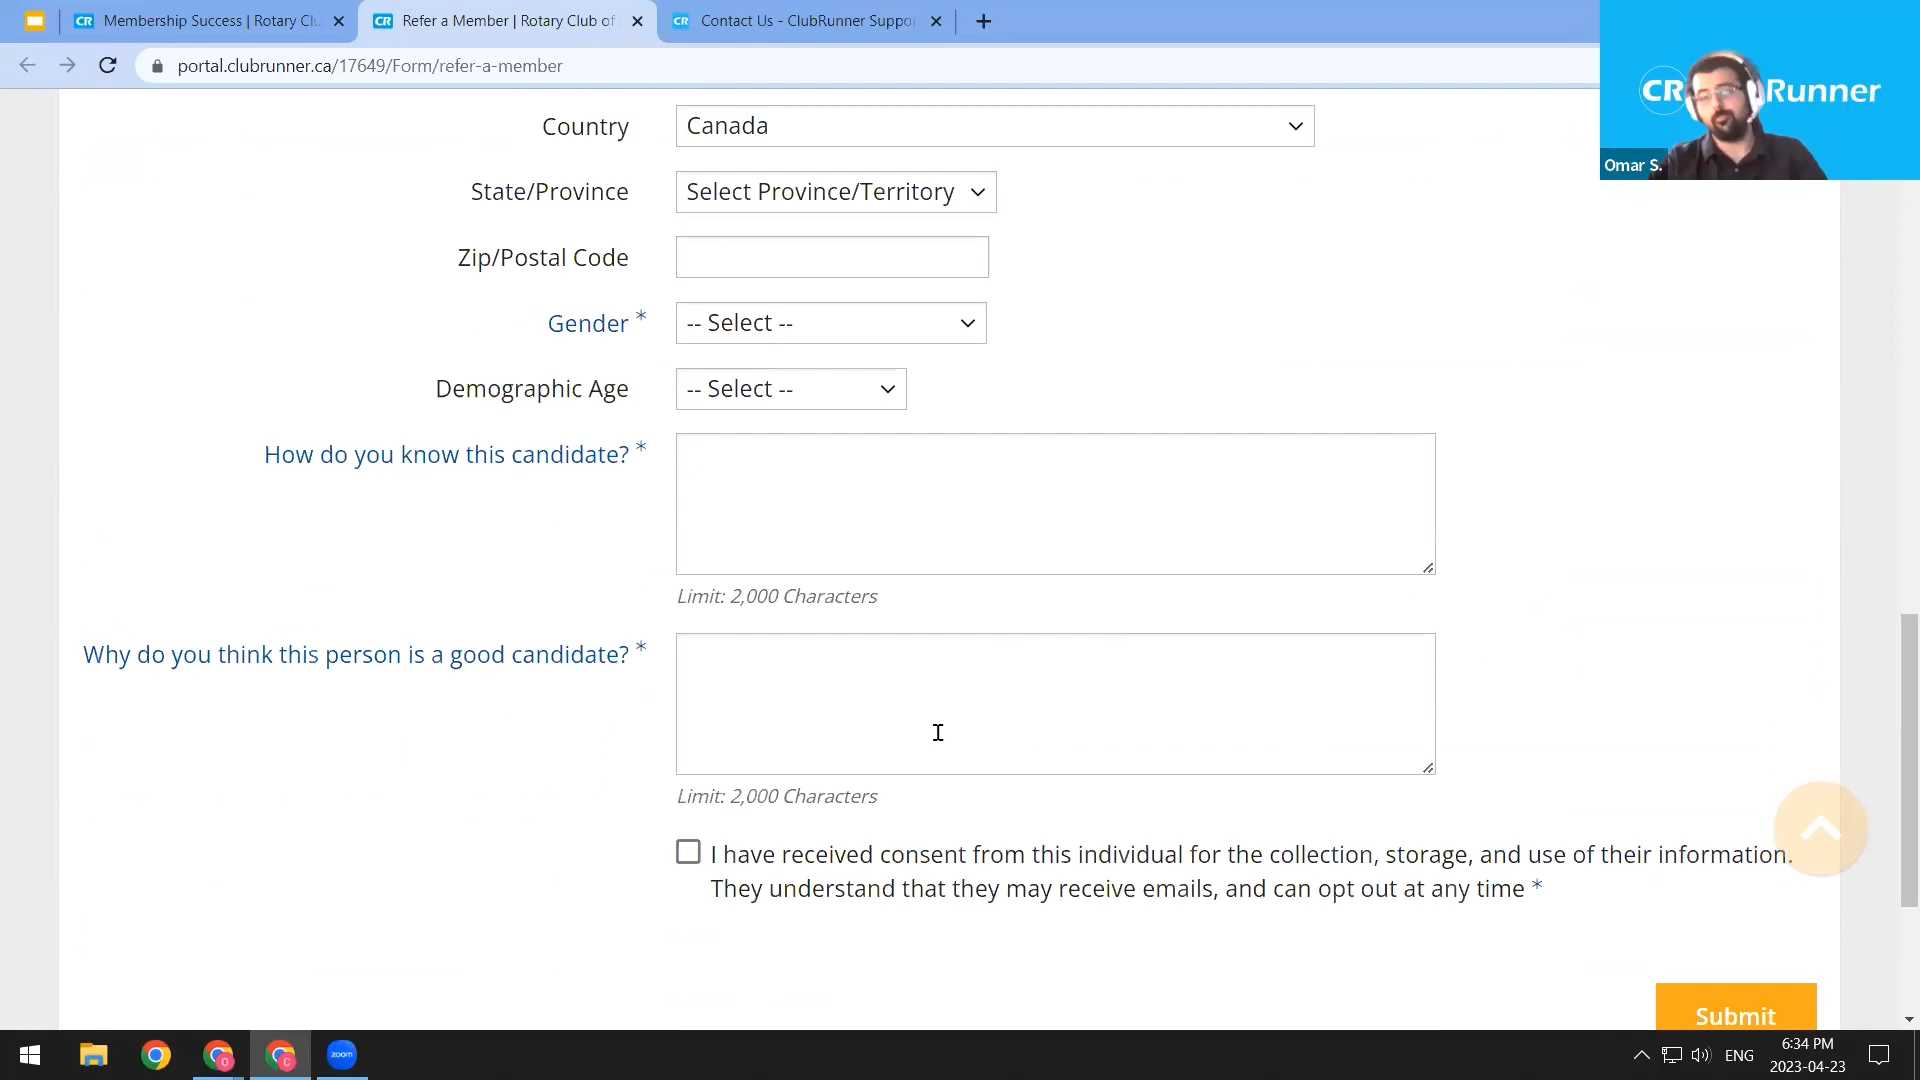 Membership Success | Rotary Clu
Refer a Member | Rotary Club of
Contact Us - ClubRunner Suppo
portal.clubrunner.ca/17649/Form/refer-a-member
CR Runner
Omar S.
Country
Canada
State/Province
Select Province/Territory
Zip/Postal Code
Gender *
-- Select --
Demographic Age
-- Select --
How do you know this candidate? *
Limit: 2,000 Characters
Why do you think this person is a good candidate? *
Limit: 2,000 Characters
I have received consent from this individual for the collection, storage, and use of their information.
They understand that they may receive emails, and can opt out at any time *
Submit
zoom
ENG
6:34 PM
2023-04-23